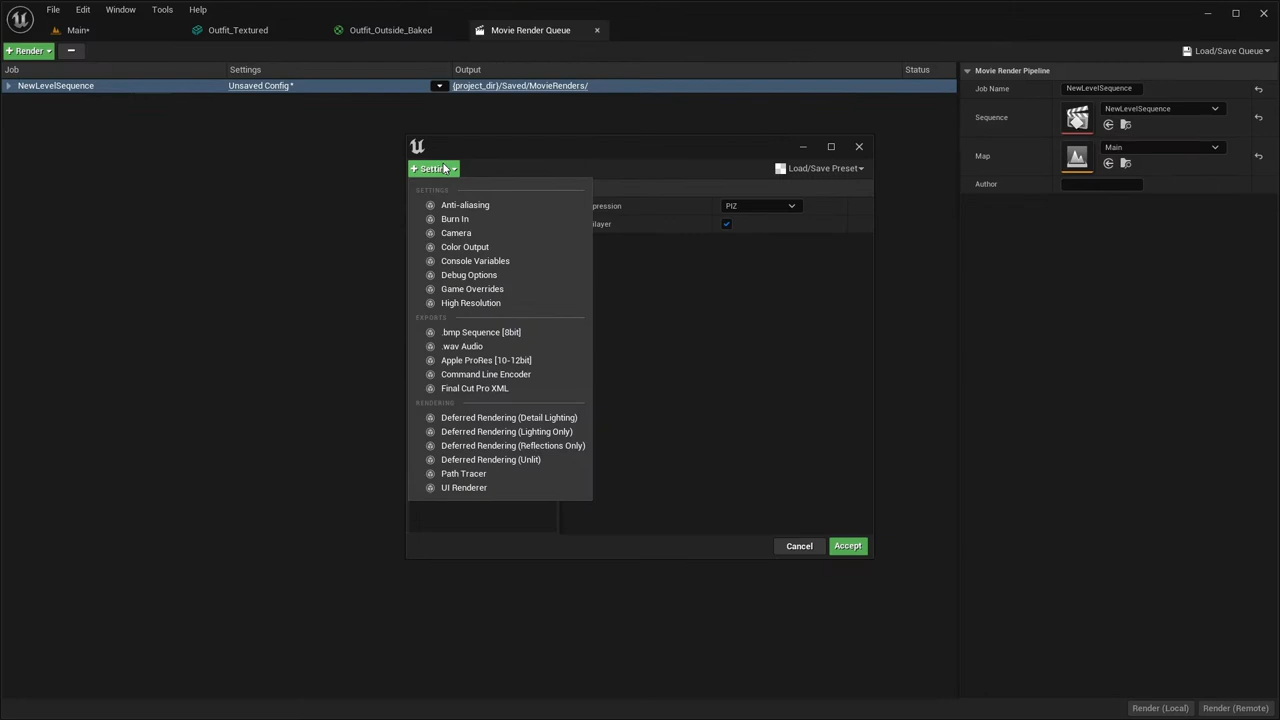 File Edit Window Tools Help
Main•
Outfit_Textured
Outfit_Outside_Baked
Movie Render Queue
Render
Load/Save Queue
Job Settings Output Status
NewLevelSequence Unsaved Config * {project_dir}/Saved/MovieRenders/
Movie Render Pipeline
Job Name NewLevelSequence
Sequence NewLevelSequence
Map Main
Author
Load/Save Preset
SETTINGS
Anti-aliasing
Burn In
Camera
Color Output
Console Variables
Debug Options
Game Overrides
High Resolution
EXPORTS
.bmp Sequence [8bit]
.wav Audio
Apple ProRes [10-12bit]
Command Line Encoder
Final Cut Pro XML
RENDERING
Deferred Rendering (Detail Lighting)
Deferred Rendering (Lighting Only)
Deferred Rendering (Reflections Only)
Deferred Rendering (Unlit)
Path Tracer
UI Renderer
pression PIZ
ilayer
Cancel Accept
Render (Local) Render (Remote)